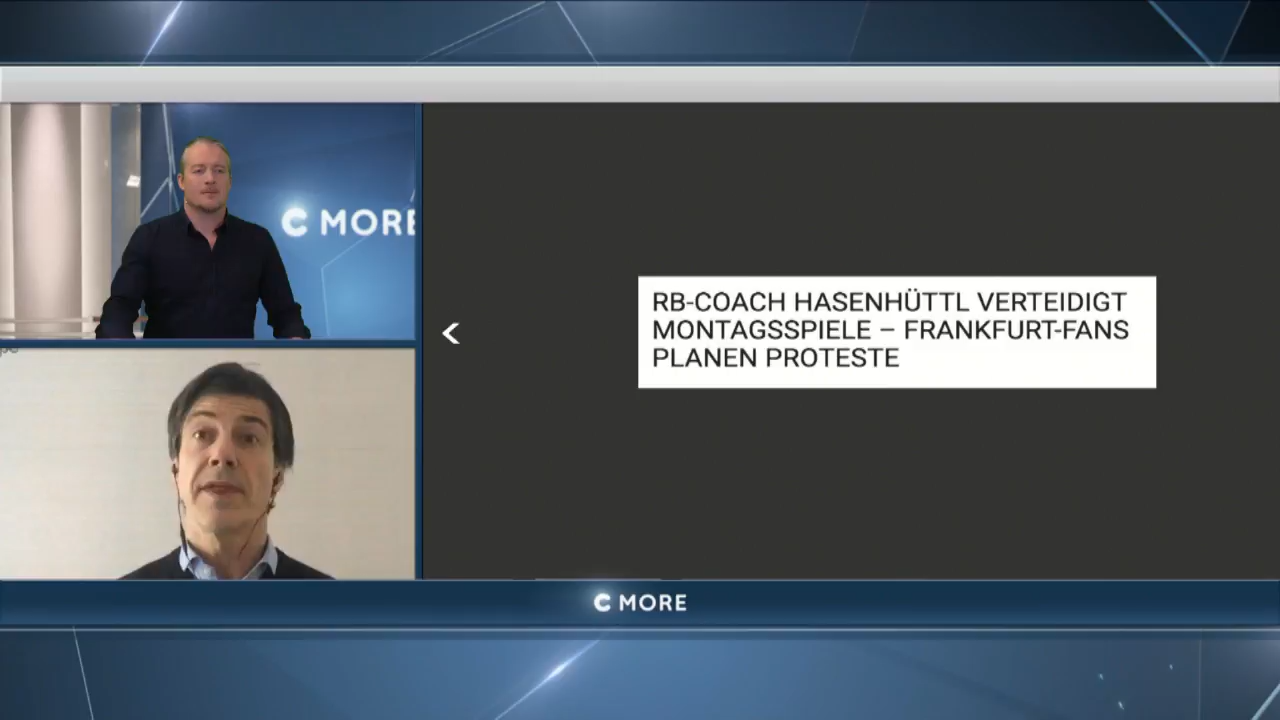 C MORE
RB-COACH HASENHÜTTL VERTEIDIGT
MONTAGSSPIELE – FRANKFURT-FANS
PLANEN PROTESTE
C MORE